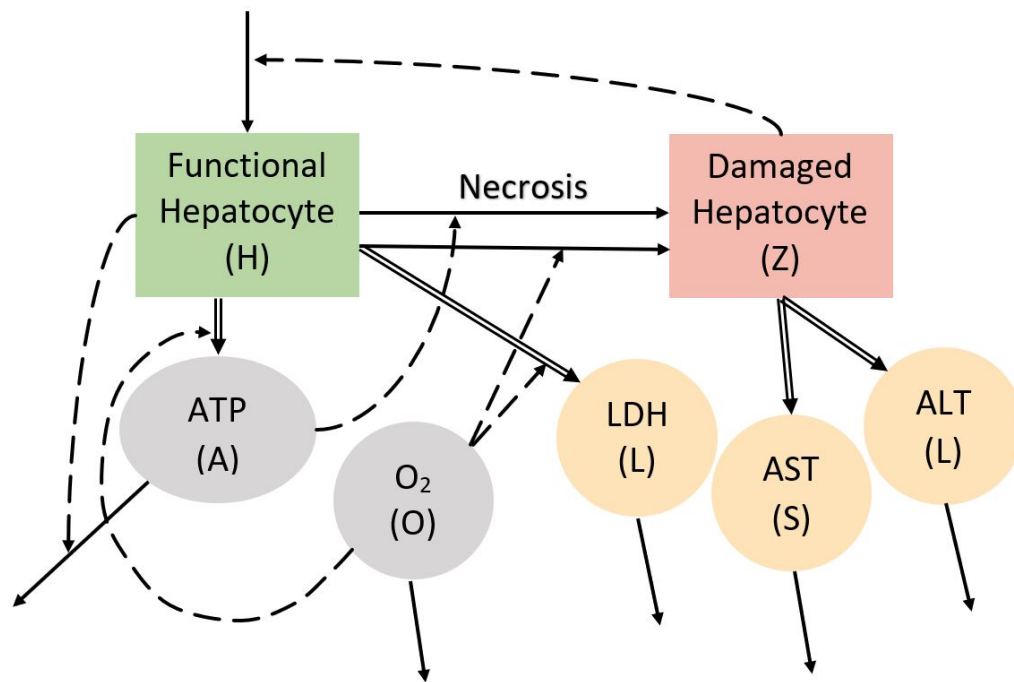 Functional
Hepatocyte
(H)
Necrosis
Damaged
Hepatocyte
(Z)
ATP
(A)
O₂
(O)
LDH
(L)
AST
(S)
ALT
(L)